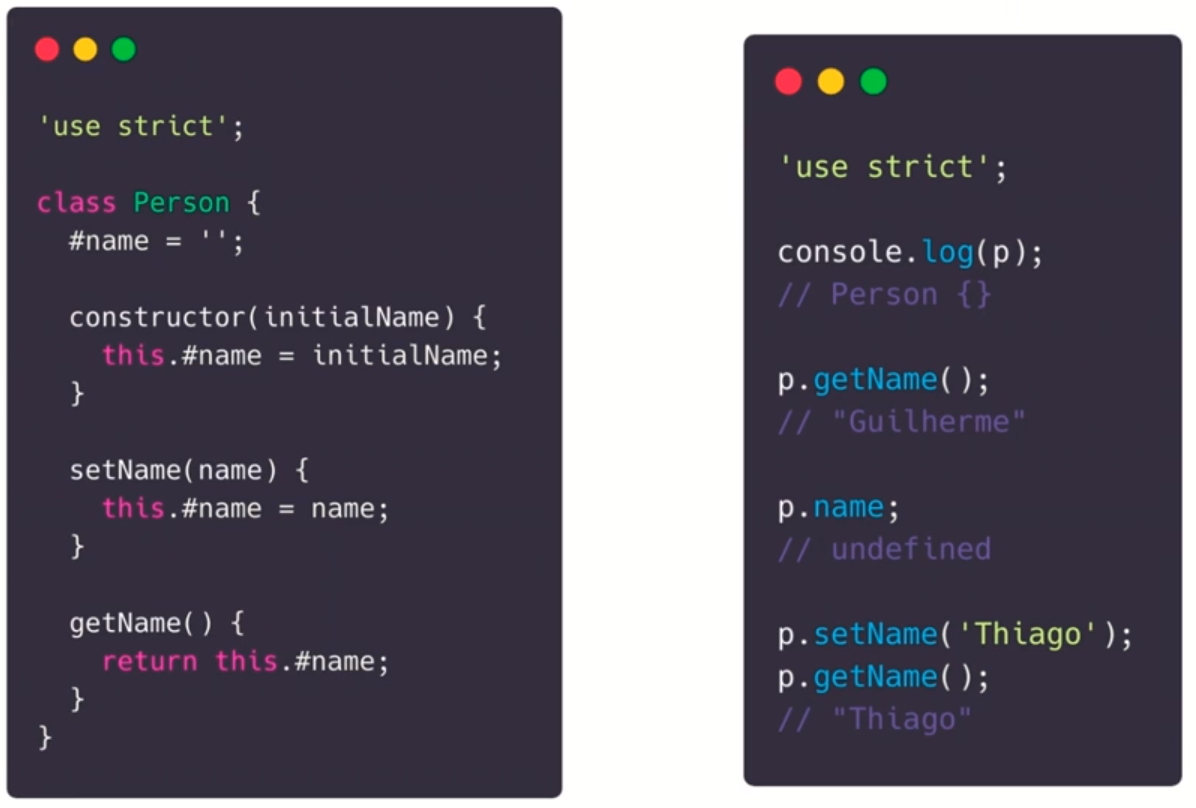 'use strict';
class Person {
  #name = '';
  constructor(initialName) {
    this.#name = initialName;
  }
  setName(name) {
    this.#name = name;
  }
  getName() {
    return this.#name;
  }
}
'use strict';
console.log(p);
// Person {}
p.getName();
// "Guilherme"
p.name;
// undefined
p.setName('Thiago');
p.getName();
// "Thiago"